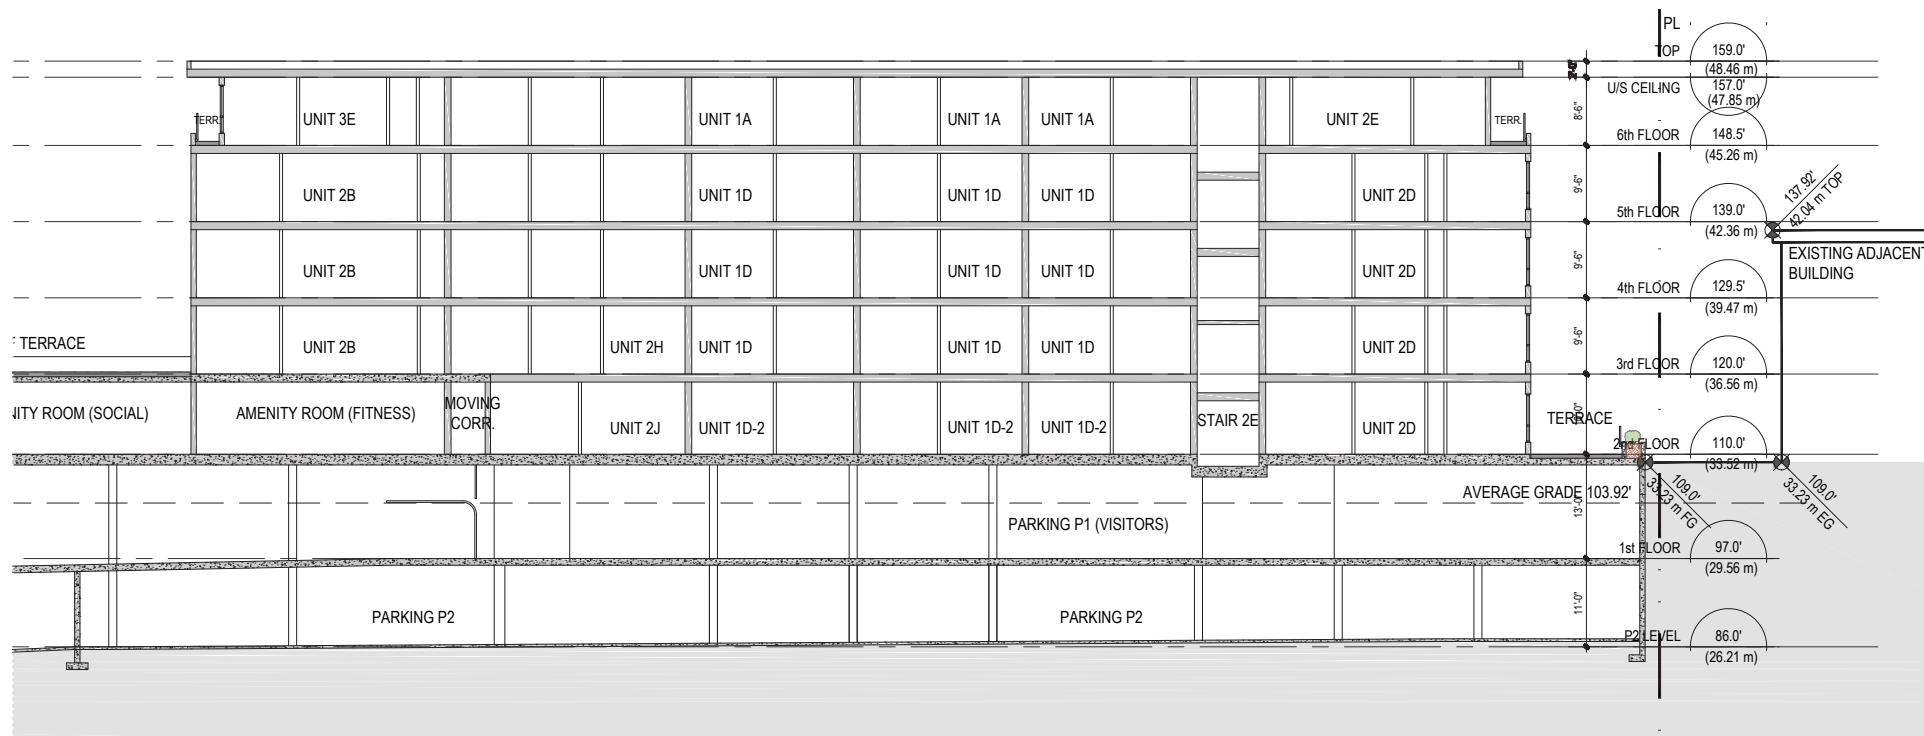 PL
TOP 159.0'
(48.46 m)
U/S CEILING 157.0'
(47.85 m)
TERR. UNIT 3E UNIT 1A UNIT 1A UNIT 1A UNIT 2E TERR. 8'-6"
6th FLOOR 148.5'
(45.26 m)
UNIT 2B UNIT 1D UNIT 1D UNIT 1D UNIT 2D 9'-6"
137.92'
42.04 m TOP
5th FLOOR 139.0'
(42.36 m)
EXISTING ADJACENT
BUILDING
UNIT 2B UNIT 1D UNIT 1D UNIT 1D UNIT 2D 9'-6"
4th FLOOR 129.5'
(39.47 m)
TERRACE
UNIT 2B UNIT 2H UNIT 1D UNIT 1D UNIT 1D UNIT 2D 9'-6"
3rd FLOOR 120.0'
(36.56 m)
NITY ROOM (SOCIAL) AMENITY ROOM (FITNESS)
MOVING
CORR.
UNIT 2J UNIT 1D-2 UNIT 1D-2 UNIT 1D-2 STAIR 2E UNIT 2D TERRACE
2nd FLOOR 110.0'
(33.52 m)
109.0'
33.23 m FG
109.0'
33.23 m EG
AVERAGE GRADE 103.92'
13'-0"
PARKING P1 (VISITORS)
1st FLOOR 97.0'
(29.56 m)
PARKING P2 PARKING P2 11'-0"
P2 LEVEL 86.0'
(26.21 m)